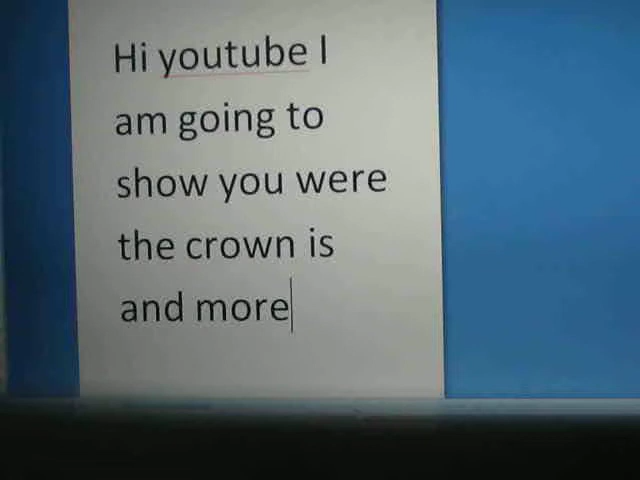 Hi youtube I
am going to
show you were
the crown is
and more